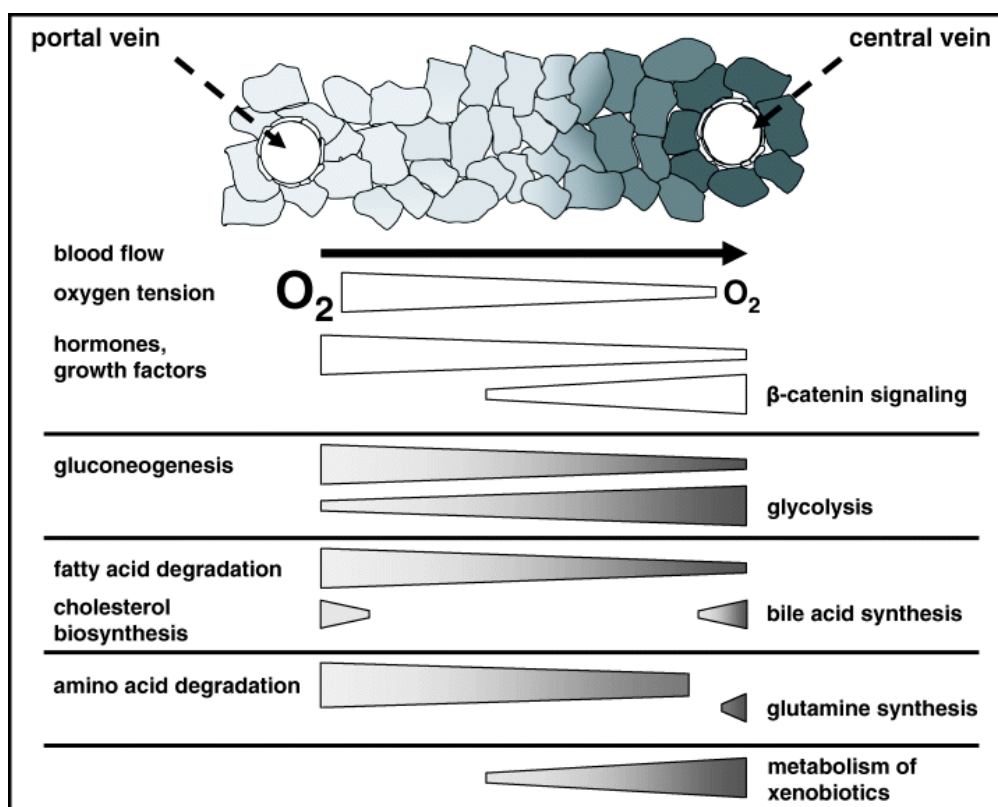 portal vein
central vein
blood flow
oxygen tension
O2
O2
hormones,
growth factors
β-catenin signaling
gluconeogenesis
glycolysis
fatty acid degradation
cholesterol
biosynthesis
bile acid synthesis
amino acid degradation
glutamine synthesis
metabolism of
xenobiotics